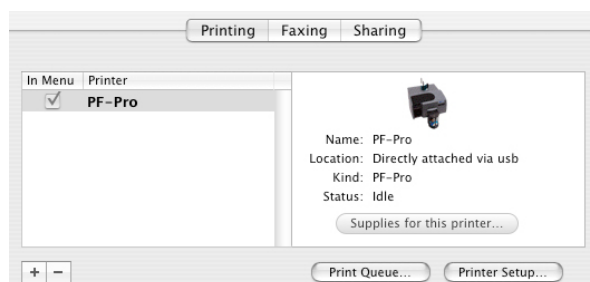 Printing Faxing Sharing
In Menu Printer
PF-Pro
Name: PF-Pro
Location: Directly attached via usb
Kind: PF-Pro
Status: Idle
Supplies for this printer...
+ − Print Queue... Printer Setup...